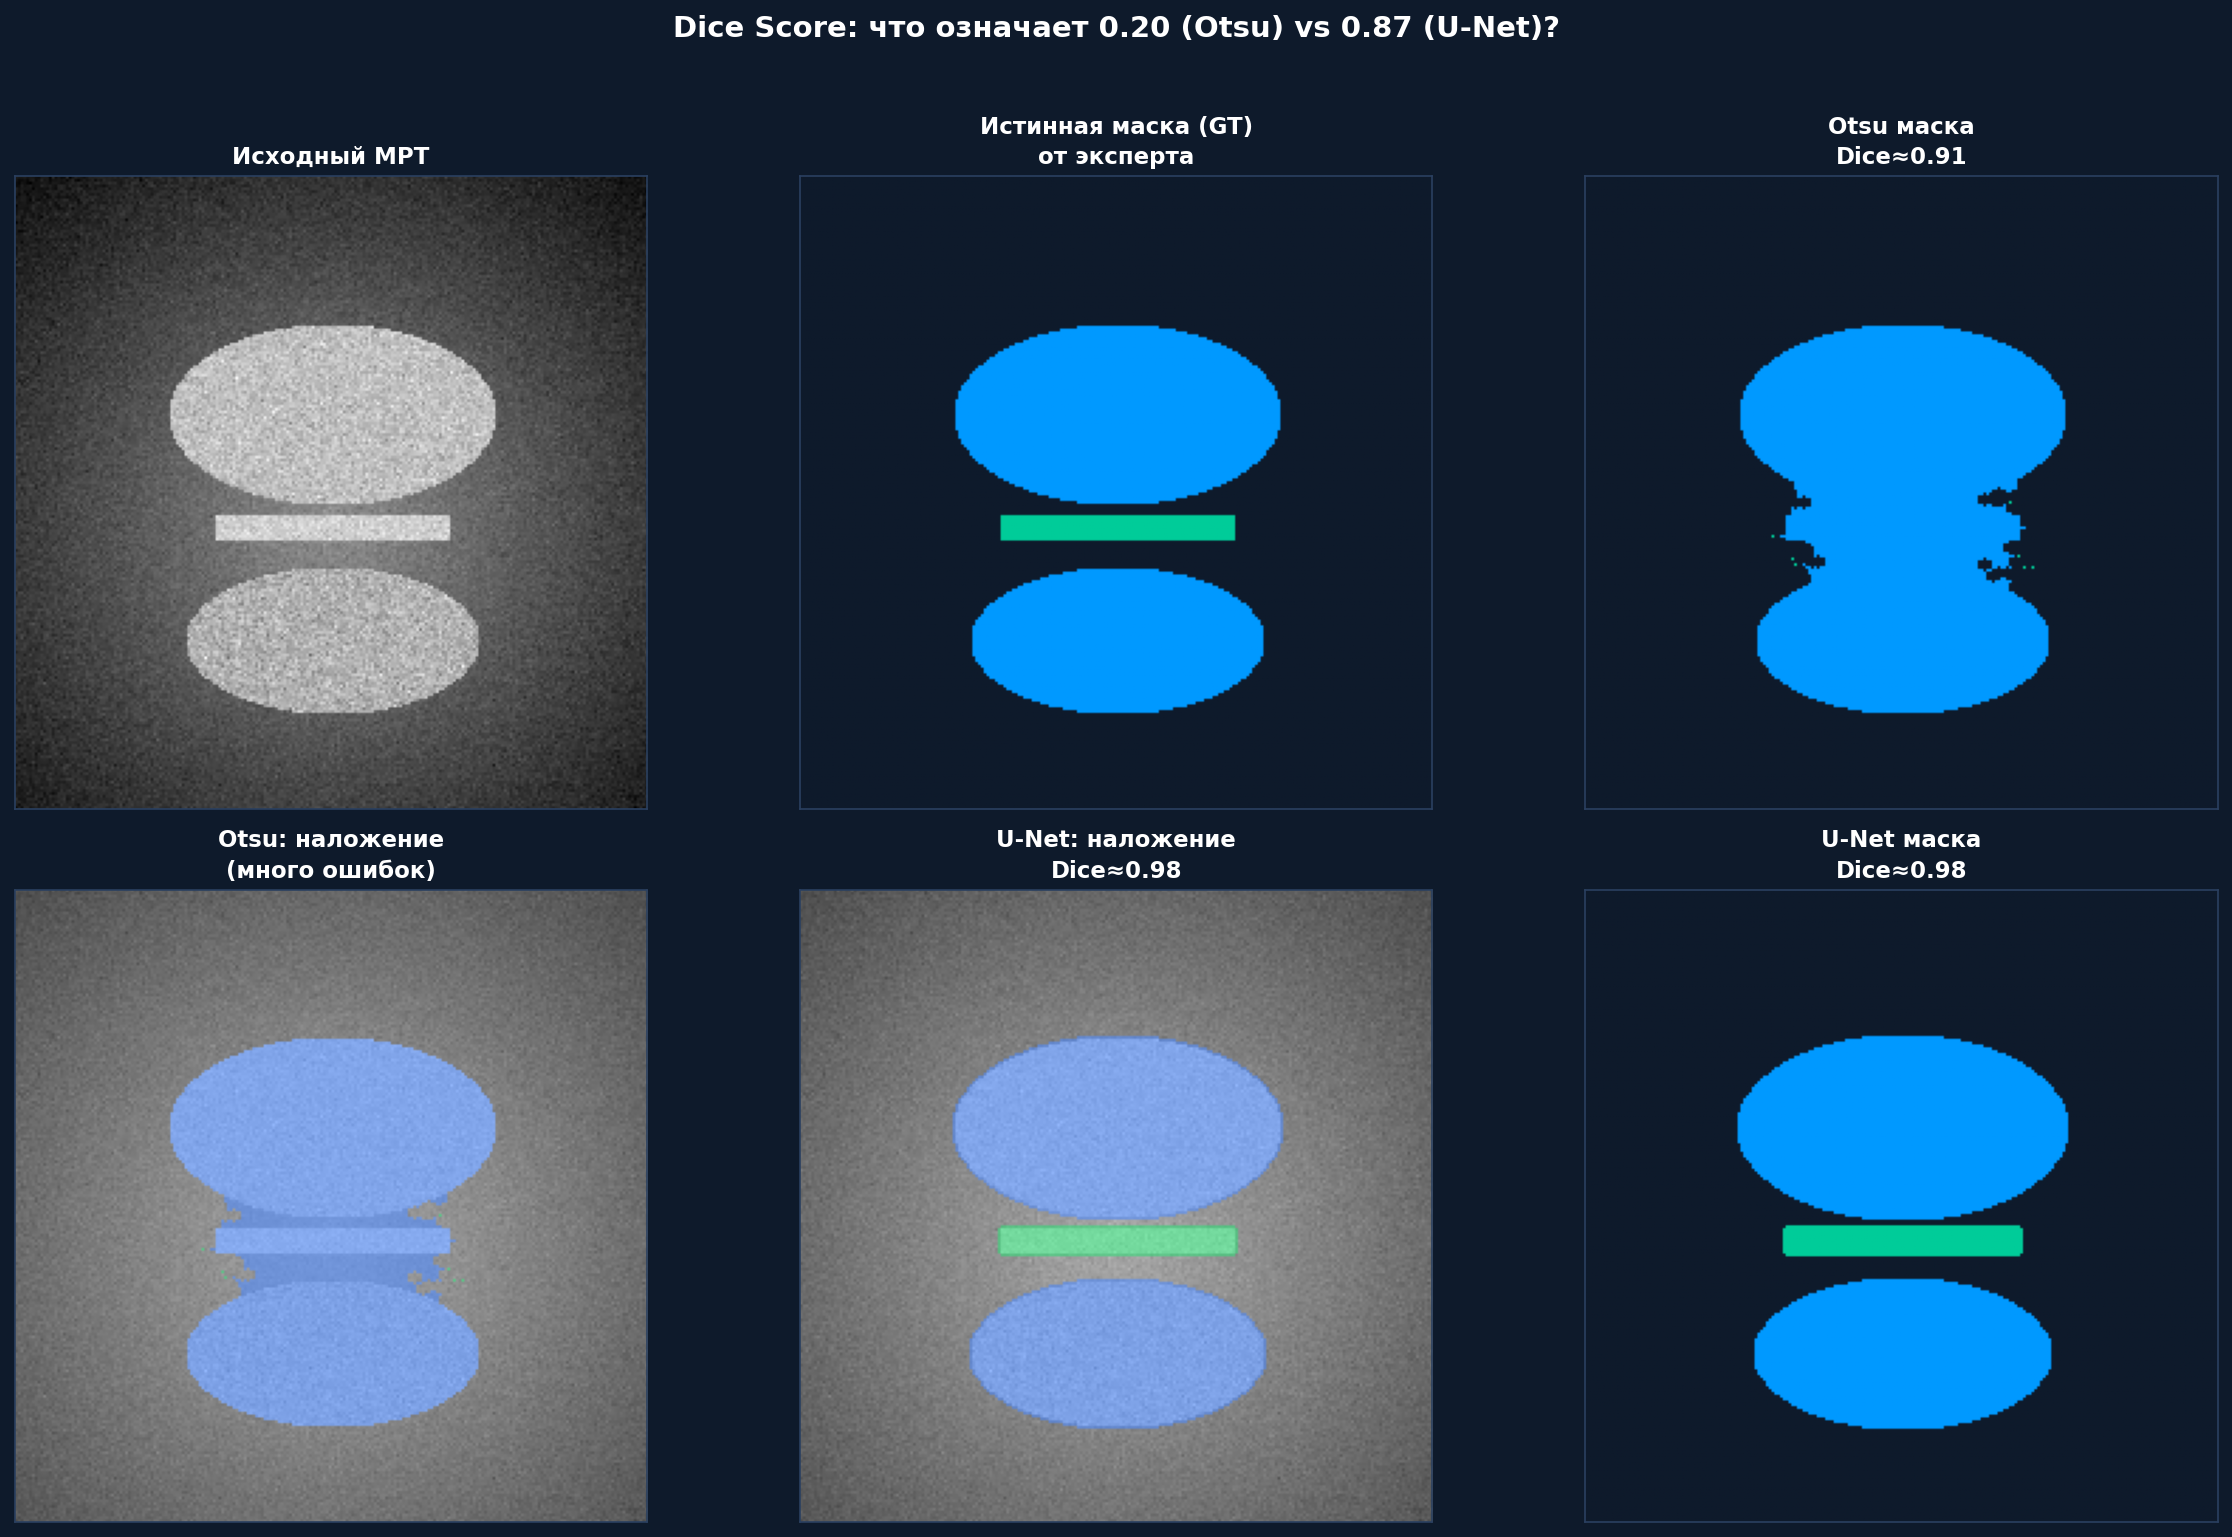 Dice Score: что означает 0.20 (Otsu) vs 0.87 (U-Net)?
Исходный МРТ
Истинная маска (GT)
от эксперта
Otsu маска
Dice≈0.91
Otsu: наложение
(много ошибок)
U-Net: наложение
Dice≈0.98
U-Net маска
Dice≈0.98